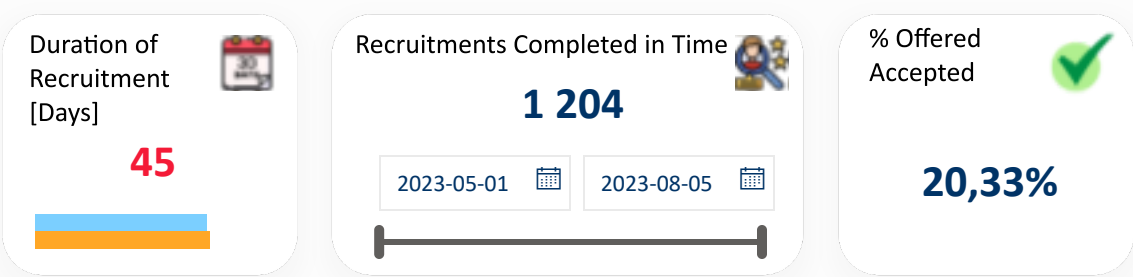 Duration of
Recruitment
[Days]
45
Recruitments Completed in Time
1 204
2023-05-01
2023-08-05
% Offered
Accepted
20,33%